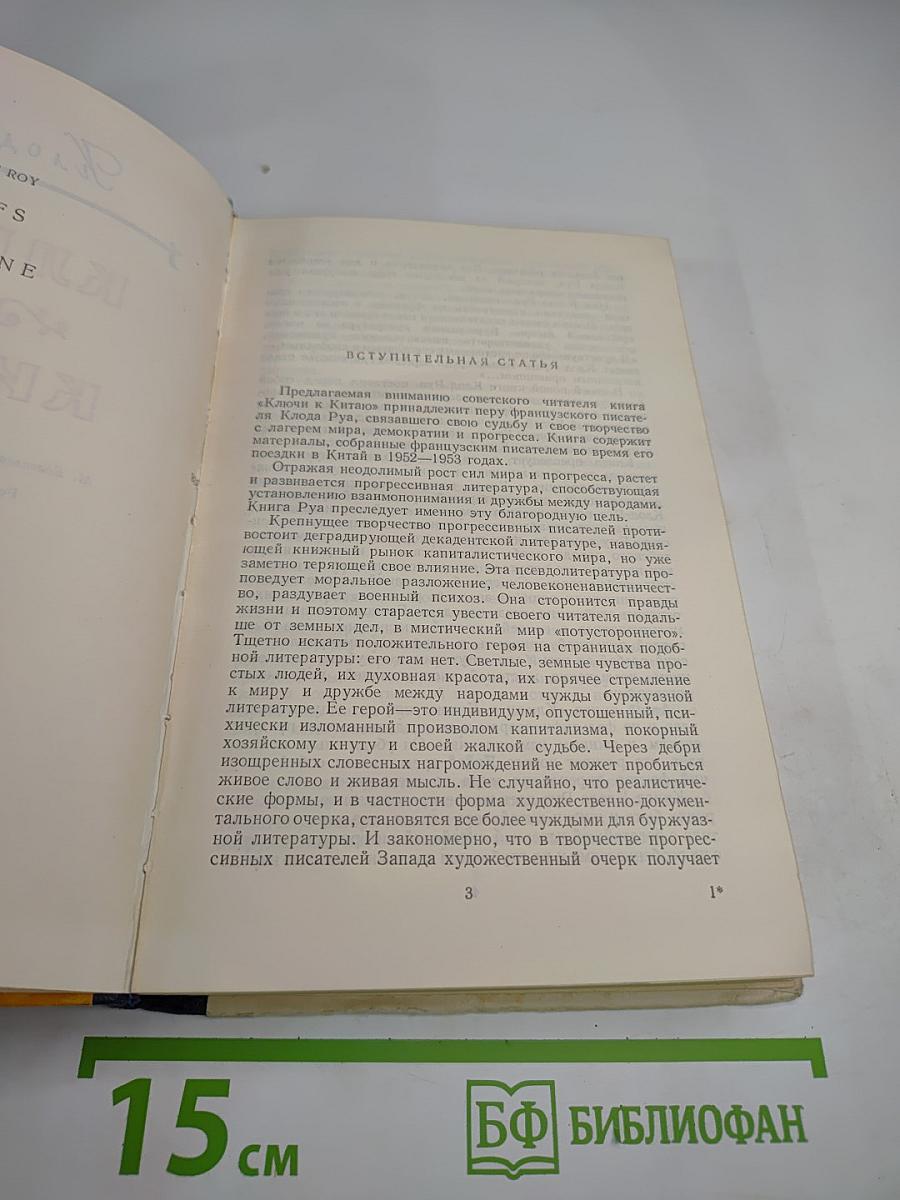 ROY
FS
NE
ВСТУПИТЕЛЬНАЯ СТАТЬЯ
Предлагаемая вниманию советского читателя книга
«Ключи к Китаю» принадлежит перу французского писате-
ля Клода Руа, связавшего свою судьбу и свое творчество
с лагерем мира, демократии и прогресса. Книга содержит
материалы, собранные французским писателем во время его
поездки в Китай в 1952—1953 годах.
Отражая неодолимый рост сил мира и прогресса, растет
и развивается прогрессивная литература, способствующая
установлению взаимопонимания и дружбы между народами.
Книга Руа преследует именно эту благородную цель.
Крепнущее творчество прогрессивных писателей проти-
востоит деградирующей декадентской литературе, наводня-
ющей книжный рынок капиталистического мира, но уже
заметно теряющей свое влияние. Эта псевдолитература про-
поведует моральное разложение, человеконенавистничест-
во, раздувает военный психоз. Она сторонится правды
жизни и поэтому старается увести своего читателя подаль-
ше от земных дел, в мистический мир «потустороннего».
Тщетно искать положительного героя на страницах подоб-
ной литературы: его там нет. Светлые, земные чувства про-
стых людей, их духовная красота, их горячее стремление
к миру и дружбе между народами чужды буржуазной
литературе. Ее герой—это индивидуум, опустошенный, пси-
хически изломанный произволом капитализма, покорный
хозяйскому кнуту и своей жалкой судьбе. Через дебри
изощренных словесных нагромождений не может пробиться
живое слово и живая мысль. Не случайно, что реалистиче-
ские формы, и в частности форма художественно-докумен-
тального очерка, становятся все более чуждыми для буржуаз-
ной литературы. И закономерно, что в творчестве прогрес-
сивных писателей Запада художественный очерк получает
3
1*
15 см
БФ БИБЛИОФАН